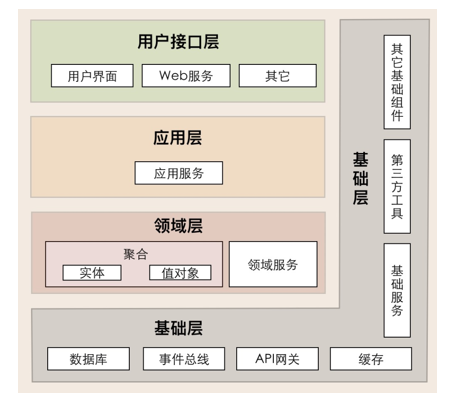 用户接口层
用户界面
Web服务
其它
应用层
应用服务
领域层
聚合
实体
值对象
领域服务
基础层
数据库
事件总线
API网关
缓存
基础层
其它基础组件
第三方工具
基础服务